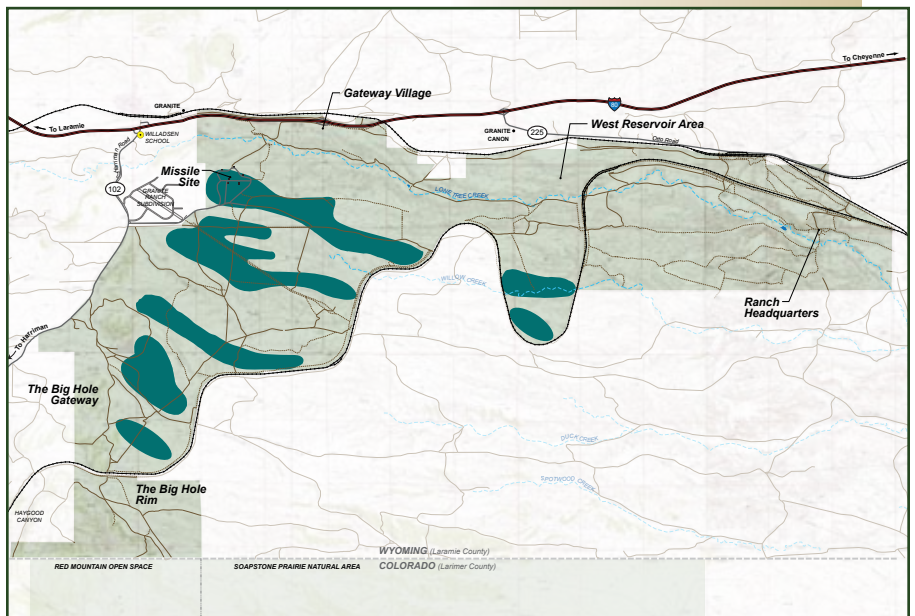 To Cheyenne
Gateway Village
GRANITE
80
To Laramie
WILLADSEN
SCHOOL
GRANITE
CANON
225
West Reservoir Area
Missile
Site
102
GRANITE
RANCH
SUBDIVISION
LONE TREE CREEK
WILLOW CREEK
Ranch
Headquarters
To Harriman
The Big Hole
Gateway
DUCK CREEK
The Big Hole
Rim
SPOTWOOD CREEK
HAYGOOD
CANYON
WYOMING (Laramie County)
RED MOUNTAIN OPEN SPACE
SOAPSTONE PRAIRIE NATURAL AREA
COLORADO (Larimer County)